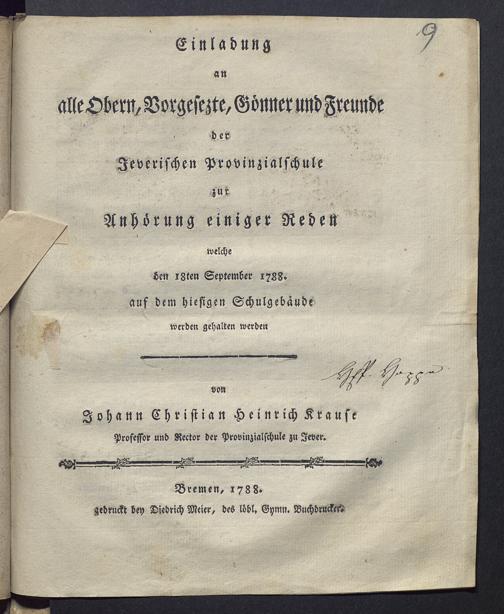 9
Einladung
an
alle Obern, Vorgesezte, Gönner und Freunde
der
Jeverischen Provinzialschule
zur
Anhörung einiger Reden
welche
den 18ten September 1788.
auf dem hiesigen Schulgebäude
werden gehalten werden
von
Johann Christian Heinrich Krause
Professor und Rector der Provinzialschule zu Jever.
Bremen, 1788.
gedruckt bey Diedrich Meier, des löbl. Gymn. Buchdrucker.